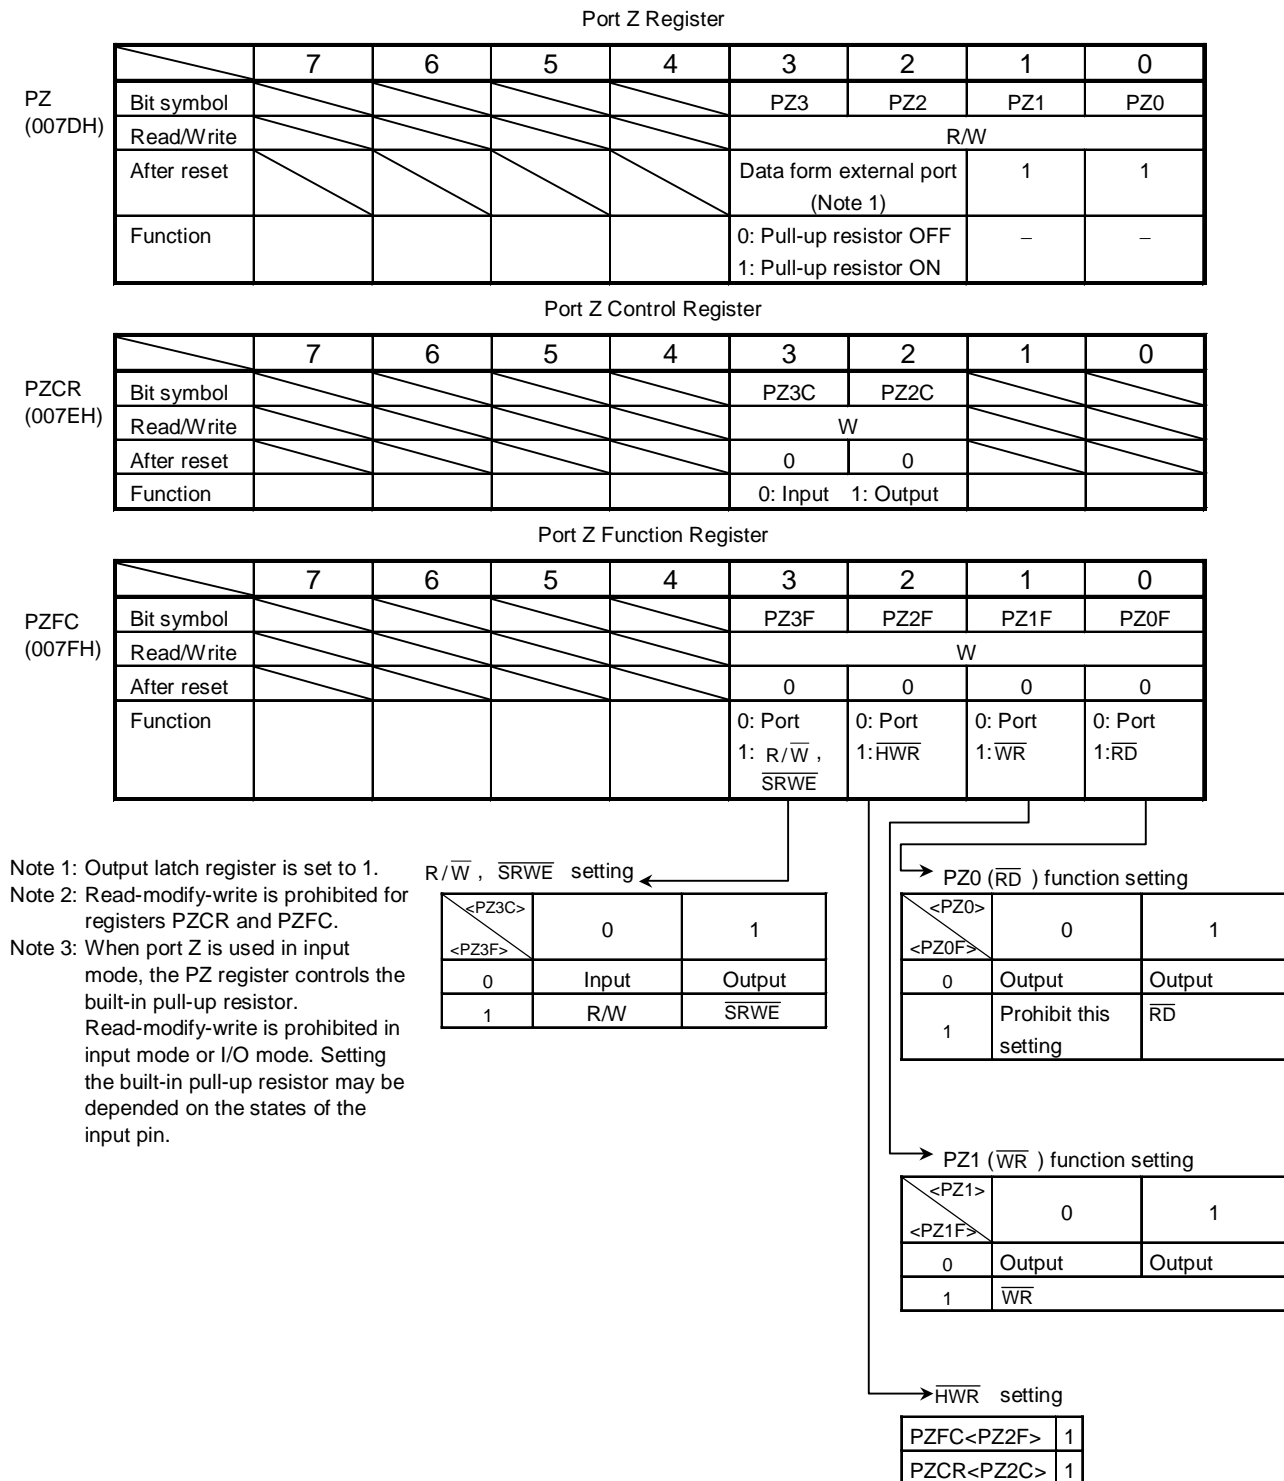 Port Z Register
7 6 5 4 3 2 1 0
PZ
(007DH)
Bit symbol PZ3 PZ2 PZ1 PZ0
Read/Write R/W
After reset Data form external port 1 1
(Note 1)
Function 0: Pull-up resistor OFF – –
1: Pull-up resistor ON
Port Z Control Register
7 6 5 4 3 2 1 0
PZCR
(007EH)
Bit symbol PZ3C PZ2C
Read/Write W
After reset 0 0
Function 0: Input 1: Output
Port Z Function Register
7 6 5 4 3 2 1 0
PZFC
(007FH)
Bit symbol PZ3F PZ2F PZ1F PZ0F
Read/Write W
After reset 0 0 0 0
Function 0: Port 0: Port 0: Port 0: Port
1: R/W̅ , 1:H̅W̅R̅ 1:W̅R̅ 1:R̅D̅
S̅R̅W̅E̅
Note 1: Output latch register is set to 1.
Note 2: Read-modify-write is prohibited for
registers PZCR and PZFC.
Note 3: When port Z is used in input
mode, the PZ register controls the
built-in pull-up resistor.
Read-modify-write is prohibited in
input mode or I/O mode. Setting
the built-in pull-up resistor may be
depended on the states of the
input pin.
R/W̅ , S̅R̅W̅E̅ setting
<PZ3C> 0 1
<PZ3F>
0 Input Output
1 R/W S̅R̅W̅E̅
PZ0 (R̅D̅ ) function setting
<PZ0> 0 1
<PZ0F>
0 Output Output
1 Prohibit this R̅D̅
setting
PZ1 (W̅R̅ ) function setting
<PZ1> 0 1
<PZ1F>
0 Output Output
1 W̅R̅
H̅W̅R̅ setting
PZFC<PZ2F> 1
PZCR<PZ2C> 1